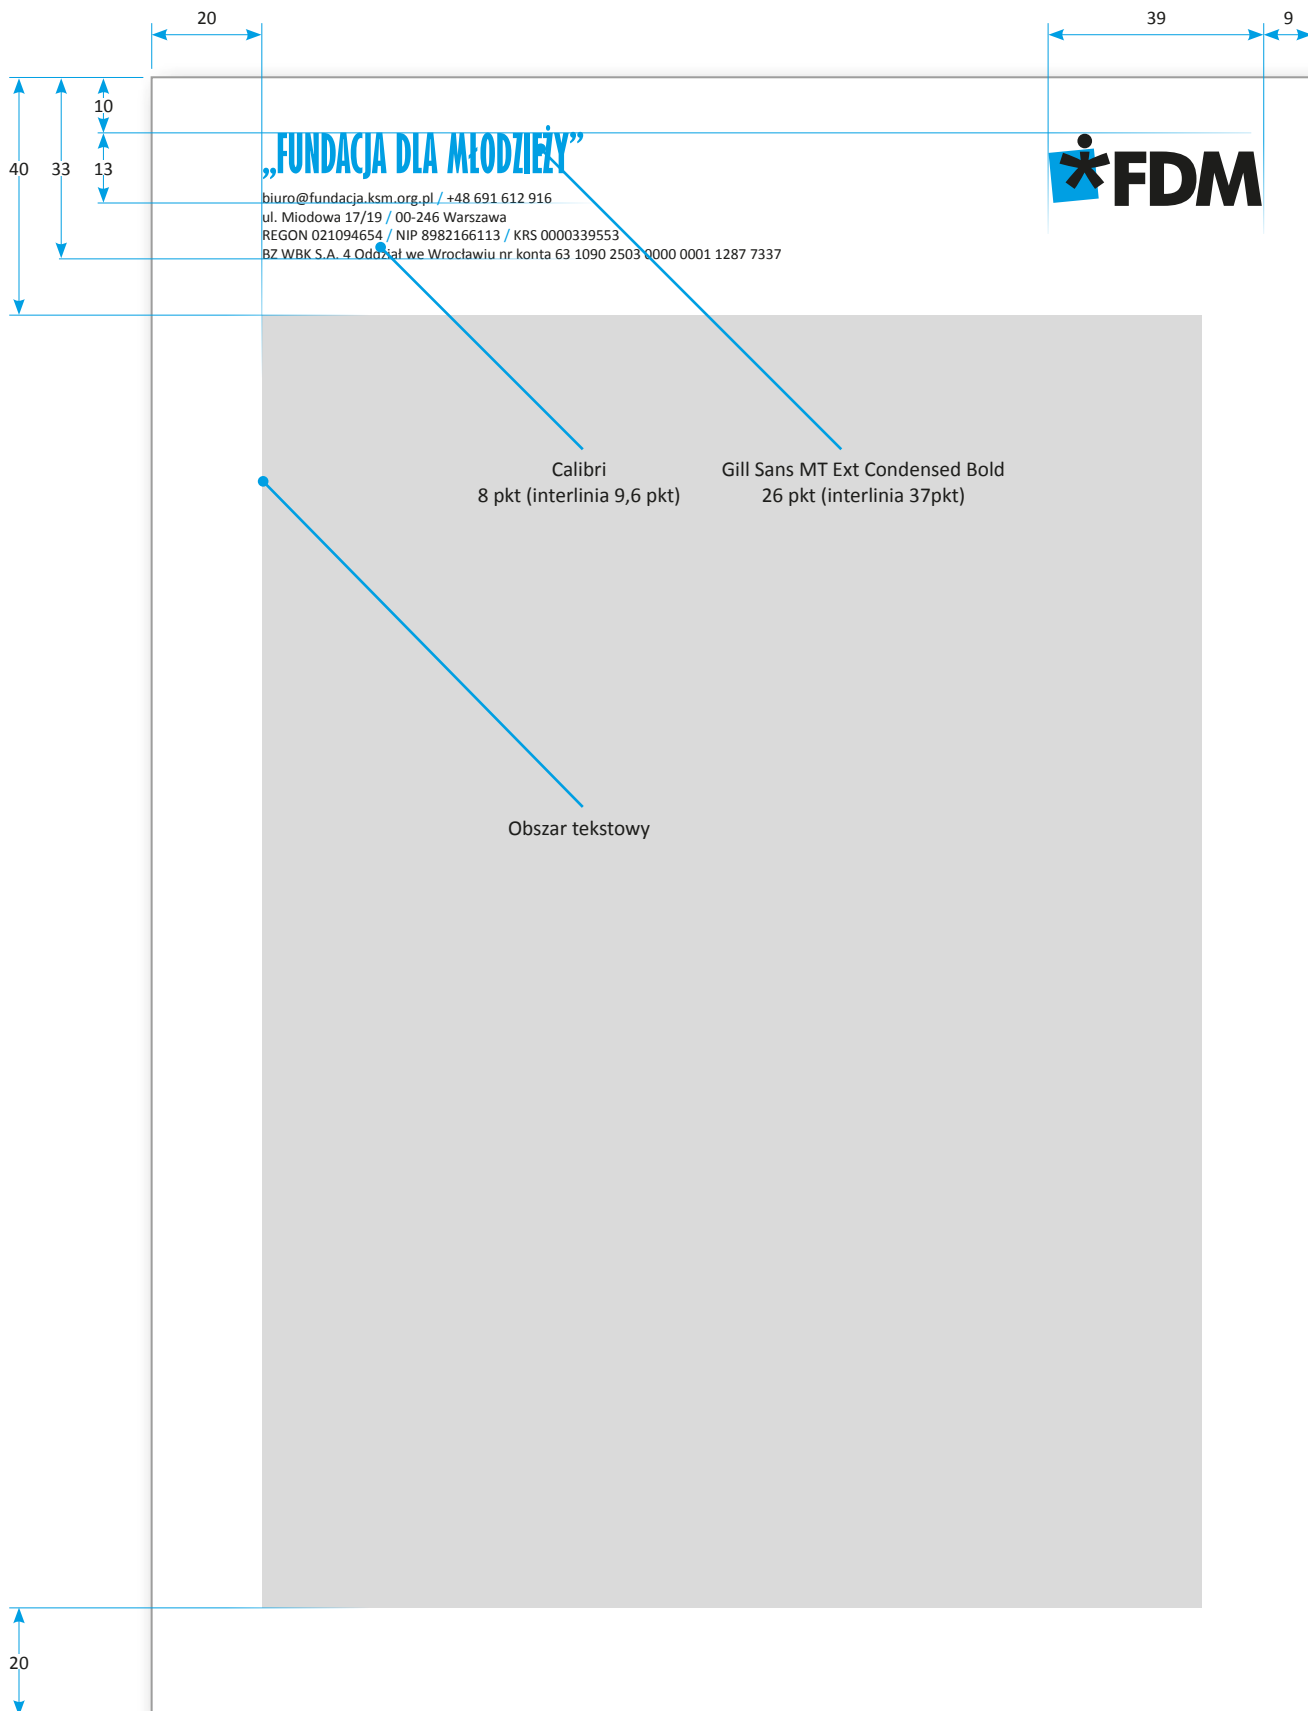 20
39
9
10
40
33
13
„FUNDACJA DLA MŁODZIEŻY”
FDM
biuro@fundacja.ksm.org.pl / +48 691 612 916
ul. Miodowa 17/19 / 00-246 Warszawa
REGON 021094654 / NIP 8982166113 / KRS 0000339553
BZ WBK S.A. 4 Oddział we Wrocławiu nr konta 63 1090 2503 0000 0001 1287 7337
Calibri
8 pkt (interlinia 9,6 pkt)
Gill Sans MT Ext Condensed Bold
26 pkt (interlinia 37pkt)
Obszar tekstowy
20